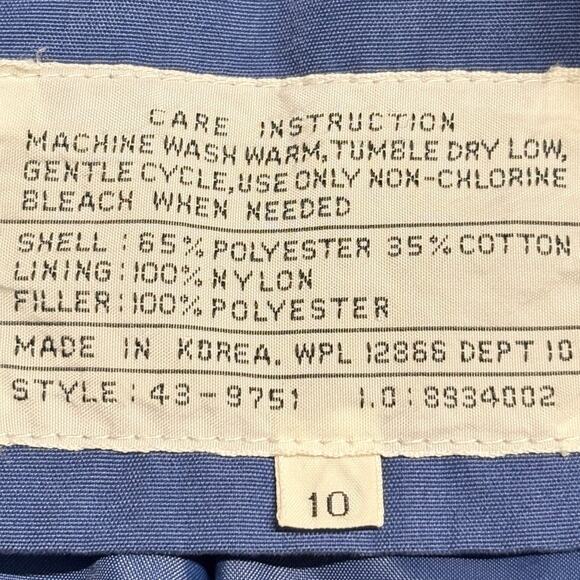 CARE INSTRUCTION
MACHINE WASH WARM, TUMBLE DRY LOW,
GENTLE CYCLE, USE ONLY NON-CHLORINE
BLEACH WHEN NEEDED
SHELL : 65% POLYESTER 35% COTTON
LINING : 100% NYLON
FILLER : 100% POLYESTER
MADE IN KOREA. WPL 12866 DEPT 10
STYLE : 43-9751 I.O : 8934002
10